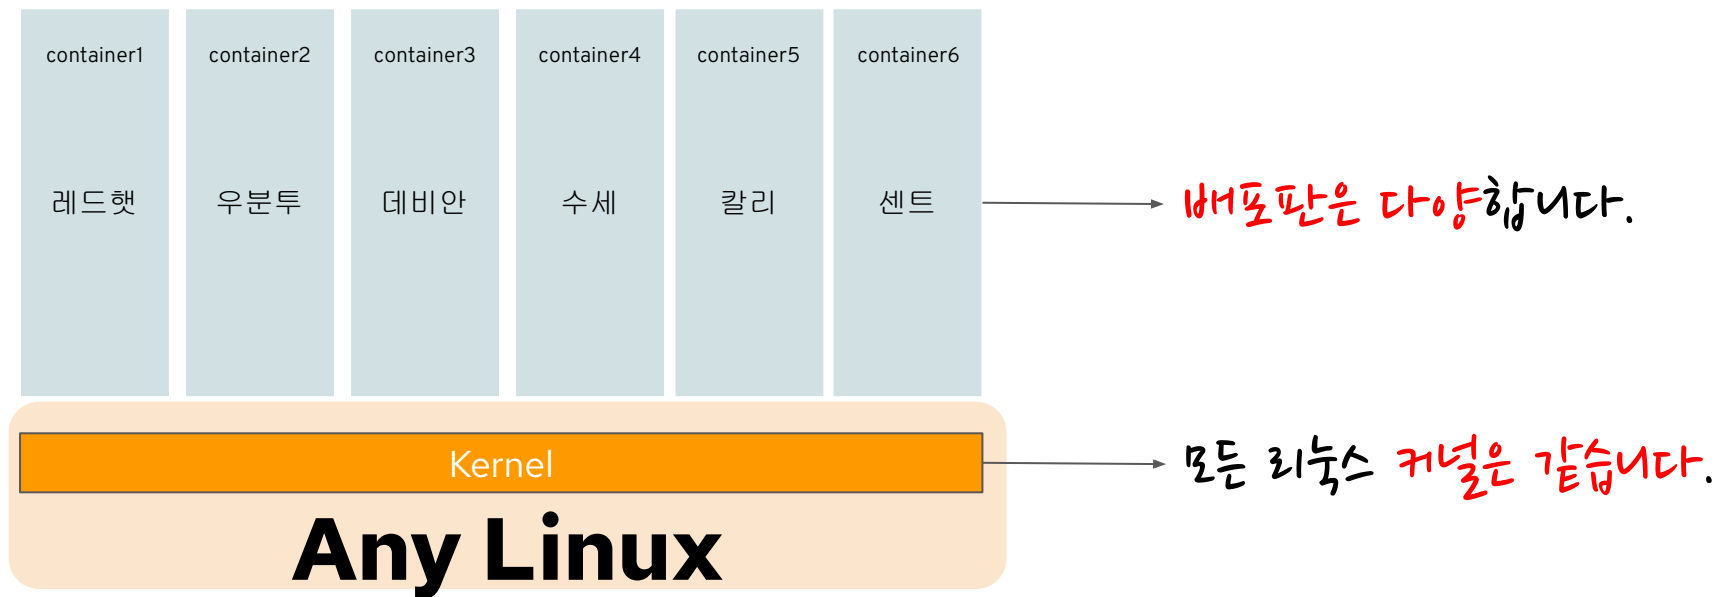 container1
container2
container3
container4
container5
container6
레드햇
우분투
데비안
수세
칼리
센트
배포판은 다양합니다.
Kernel
모든 리눅스 커널은 같습니다.
Any Linux